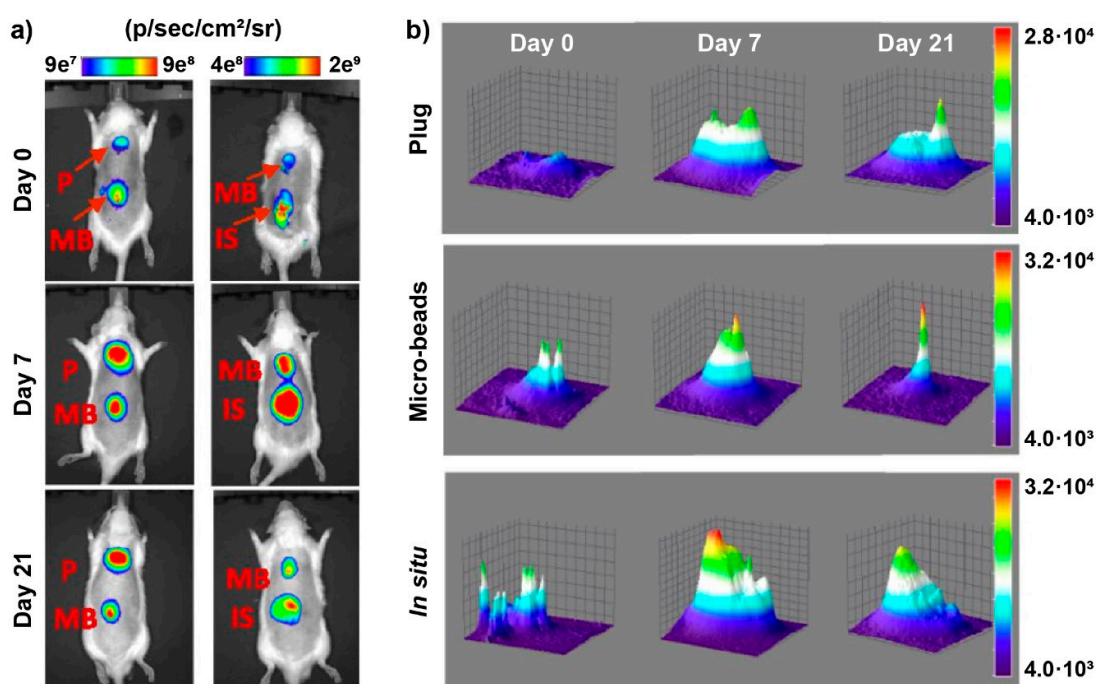 a)
(p/sec/cm²/sr)
9e⁷ 9e⁸ 4e⁸ 2e⁹
Day 0
P
MB
MB
IS
Day 7
P
MB
MB
IS
Day 21
P
MB
MB
IS
b)
Day 0 Day 7 Day 21
Plug
2.8·10⁴
4.0·10³
Micro-beads
3.2·10⁴
4.0·10³
In situ
3.2·10⁴
4.0·10³